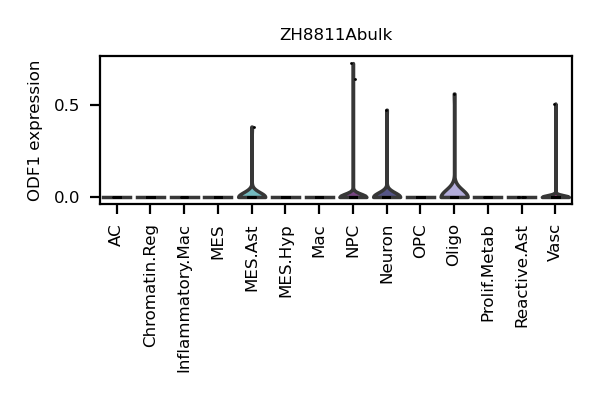 ZH8811Abulk
ODF1 expression
0.5
0.0
AC
Chromatin.Reg
Inflammatory.Mac
MES
MES.Ast
MES.Hyp
Mac
NPC
Neuron
OPC
Oligo
Prolif.Metab
Reactive.Ast
Vasc